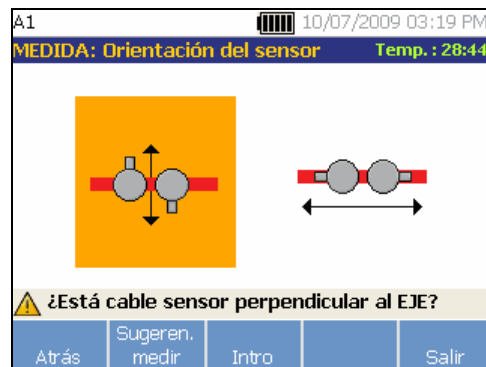 A1 10/07/2009 03:19 PM
MEDIDA: Orientación del sensor Temp.: 28:44
¿Está cable sensor perpendicular al EJE?
Atrás Sugeren. medir Intro Salir